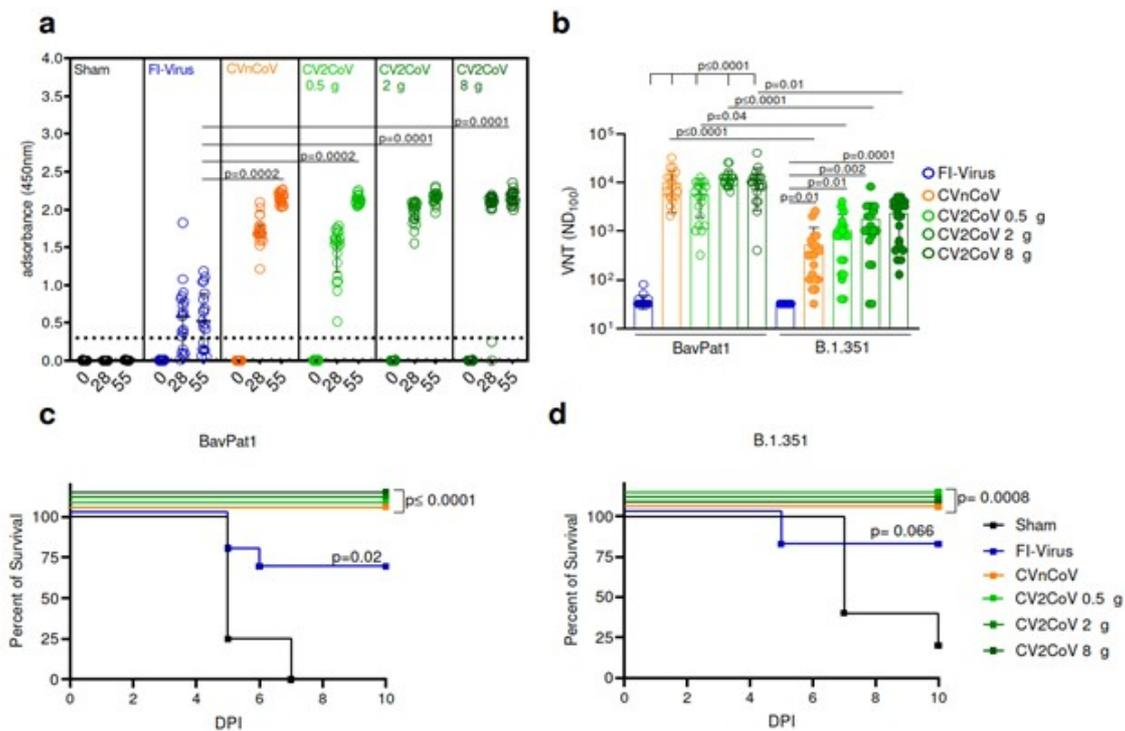 a
4.0
3.5
3.0
2.5
2.0
1.5
1.0
0.5
0.0
adsorbance (450nm)
Sham
FI-Virus
CVnCoV
CV2CoV
0.5 g
CV2CoV
2 g
CV2CoV
8 g
p=0.0001
p=0.0001
p=0.0002
p=0.0002
0 28 55 0 28 55 0 28 55 0 28 55 0 28 55 0 28 55
b
p≤0.0001
p=0.01
p≤0.0001
p=0.04
p≤0.0001
p=0.0001
p=0.002
p=0.01
p=0.01
10⁵
10⁴
10³
10²
10¹
VNT (ND100)
BavPat1
B.1.351
FI-Virus
CVnCoV
CV2CoV 0.5 g
CV2CoV 2 g
CV2CoV 8 g
c
BavPat1
p≤ 0.0001
p=0.02
100
75
50
25
0
Percent of Survival
0 2 4 6 8 10
DPI
d
B.1.351
p= 0.0008
p= 0.066
100
75
50
25
0
Percent of Survival
0 2 4 6 8 10
DPI
Sham
FI-Virus
CVnCoV
CV2CoV 0.5 g
CV2CoV 2 g
CV2CoV 8 g